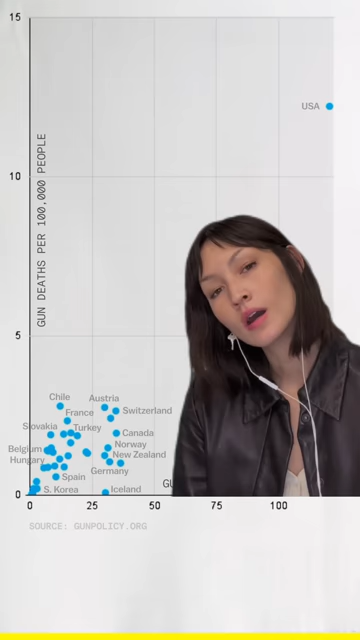 15
USA
10
GUN DEATHS PER 100,000 PEOPLE
5
Chile
Austria
France
Switzerland
Slovakia
Turkey
Canada
Belgium
Norway
Hungary
New Zealand
Germany
Spain
S. Korea
Iceland
GU
0
0
25
50
75
100
SOURCE: GUNPOLICY.ORG